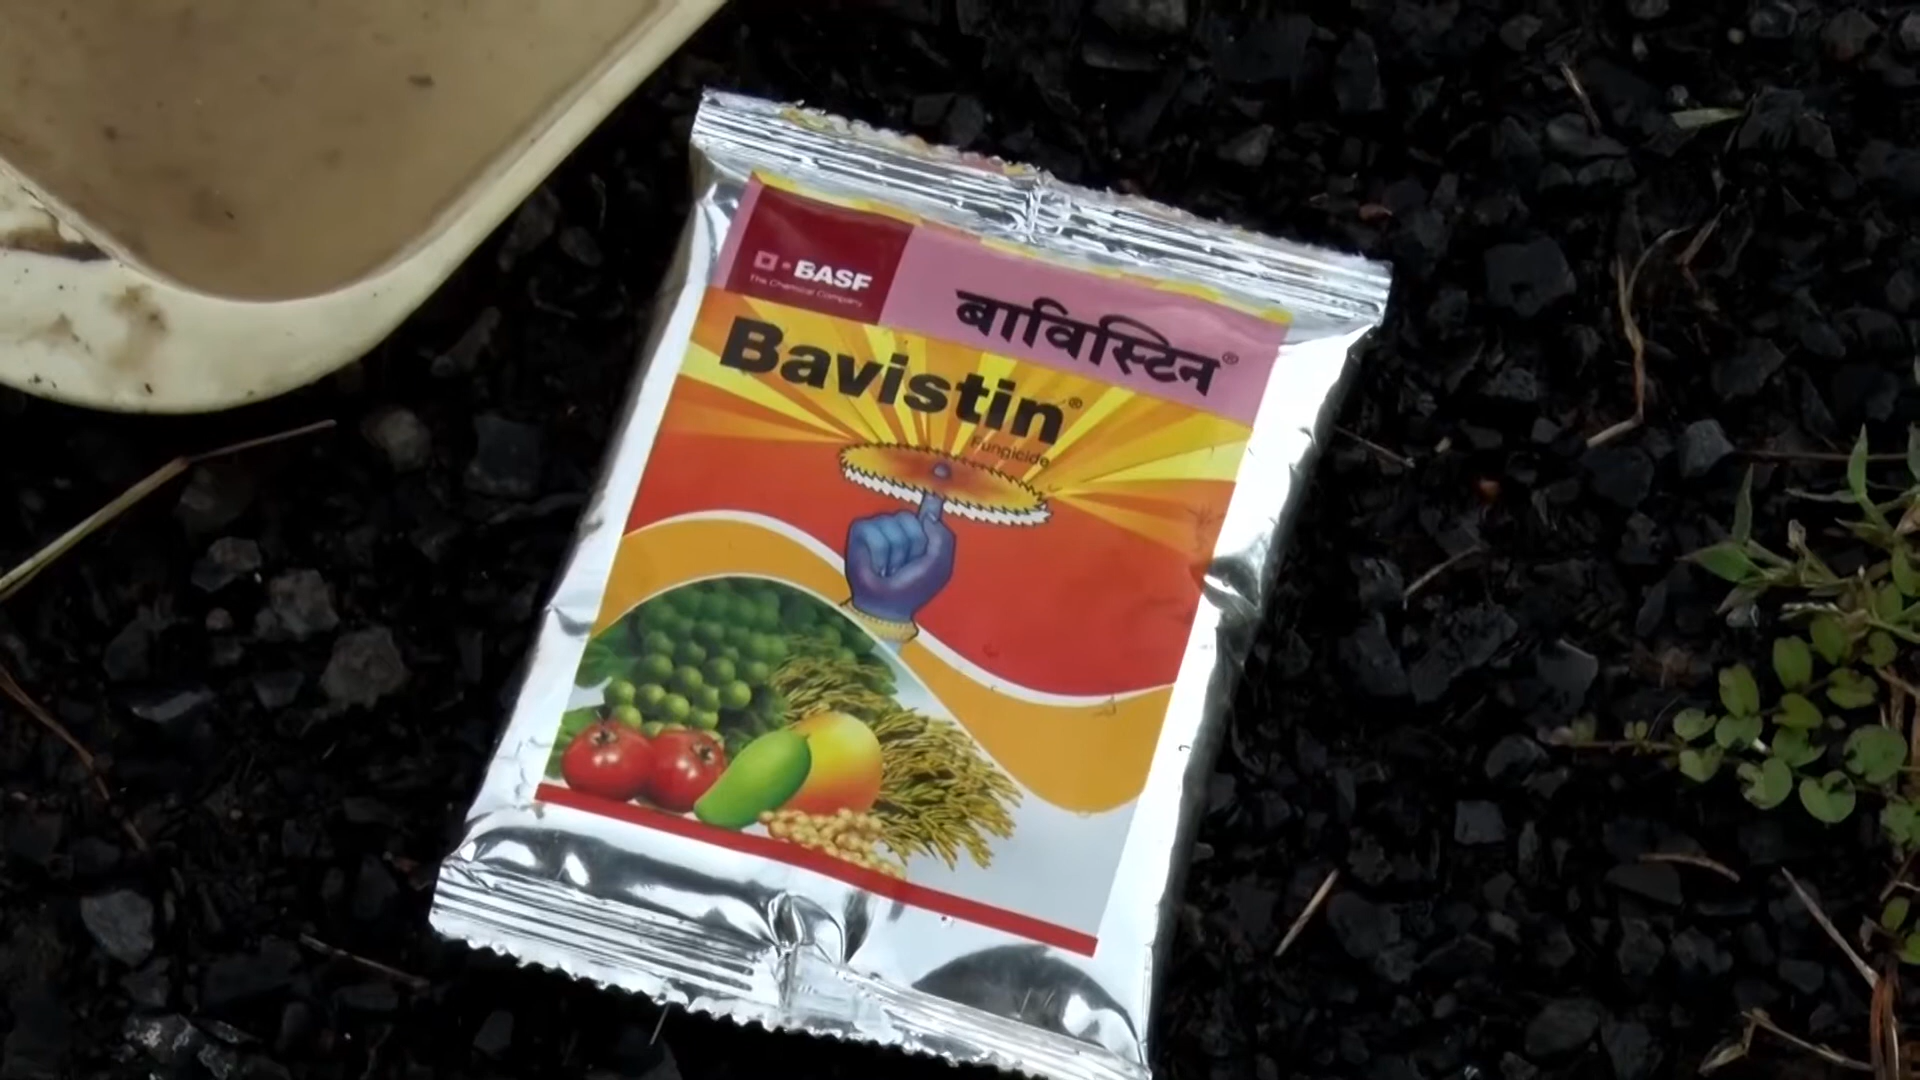 BASF
The Chemical Company
बाविस्टिन®
Bavistin®
Fungicide